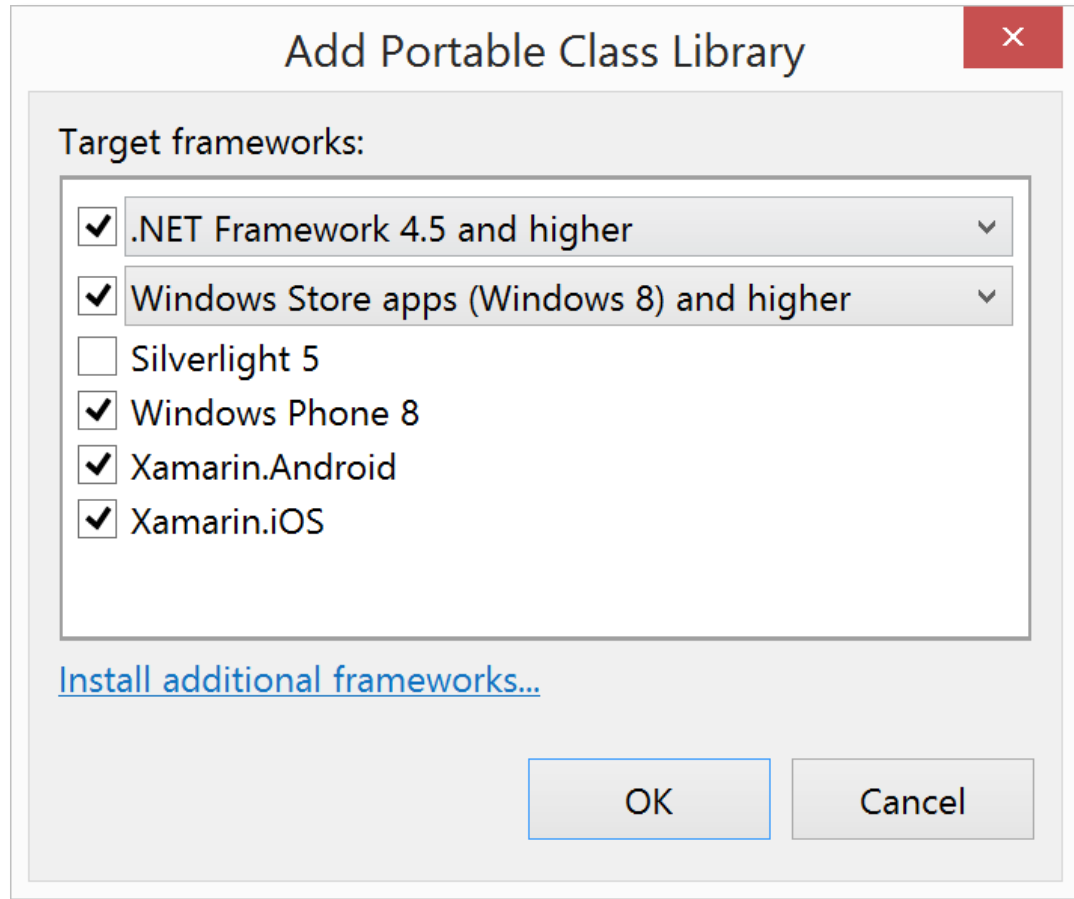 Add Portable Class Library
Target frameworks:
.NET Framework 4.5 and higher
Windows Store apps (Windows 8) and higher
Silverlight 5
Windows Phone 8
Xamarin.Android
Xamarin.iOS
Install additional frameworks...
OK
Cancel